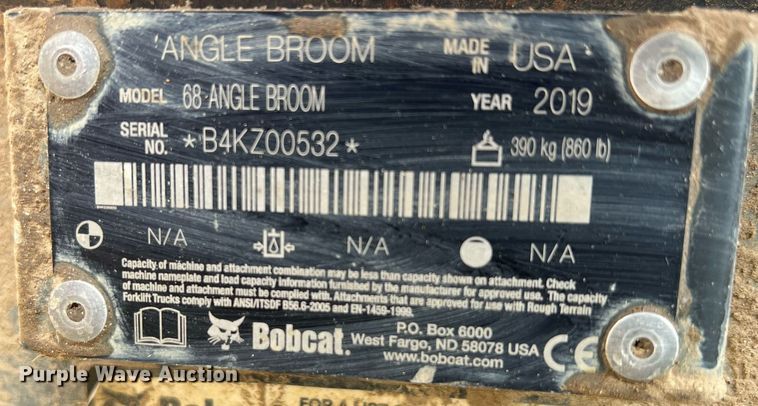 ANGLE BROOM MADE IN USA
MODEL 68 ANGLE BROOM YEAR 2019
SERIAL NO. *B4KZ00532* 390 kg (860 lb)
N/A N/A N/A
Capacity of machine and attachment combination may be less than capacity shown on attachment. Check
machine nameplate and load capacity information furnished by the manufacturer for approved use. The capacity
of machine and attachment must be complied with. Attachments that are approved for use with Rough Terrain
Forklift Trucks comply with ANSI/ITSDF B56.6-2005 and EN-1459-1999.
Bobcat.
P.O. Box 6000
West Fargo, ND 58078 USA
www.bobcat.com
CE
Purple Wave Auction